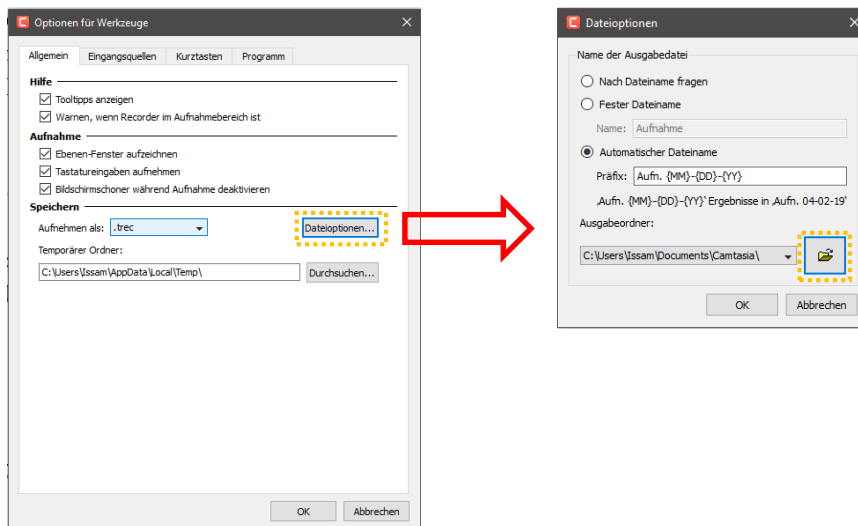 Optionen für Werkzeuge
Allgemein Eingangsquellen Kurztasten Programm
Hilfe
Tooltipps anzeigen
Warnen, wenn Recorder im Aufnahmebereich ist
Aufnahme
Ebenen-Fenster aufzeichnen
Tastatureingaben aufnehmen
Bildschirmschoner während Aufnahme deaktivieren
Speichern
Aufnehmen als: .trec Dateioptionen...
Temporärer Ordner:
C:\Users\Issam\AppData\Local\Temp\ Durchsuchen...
OK Abbrechen
Dateioptionen
Name der Ausgabedatei
Nach Dateiname fragen
Fester Dateiname
Name: Aufnahme
Automatischer Dateiname
Präfix: Aufn. {MM}-{DD}-{YY}
‚Aufn. {MM}-{DD}-{YY}‘ Ergebnisse in ‚Aufn. 04-02-19‘
Ausgabeordner:
C:\Users\Issam\Documents\Camtasia\
OK Abbrechen